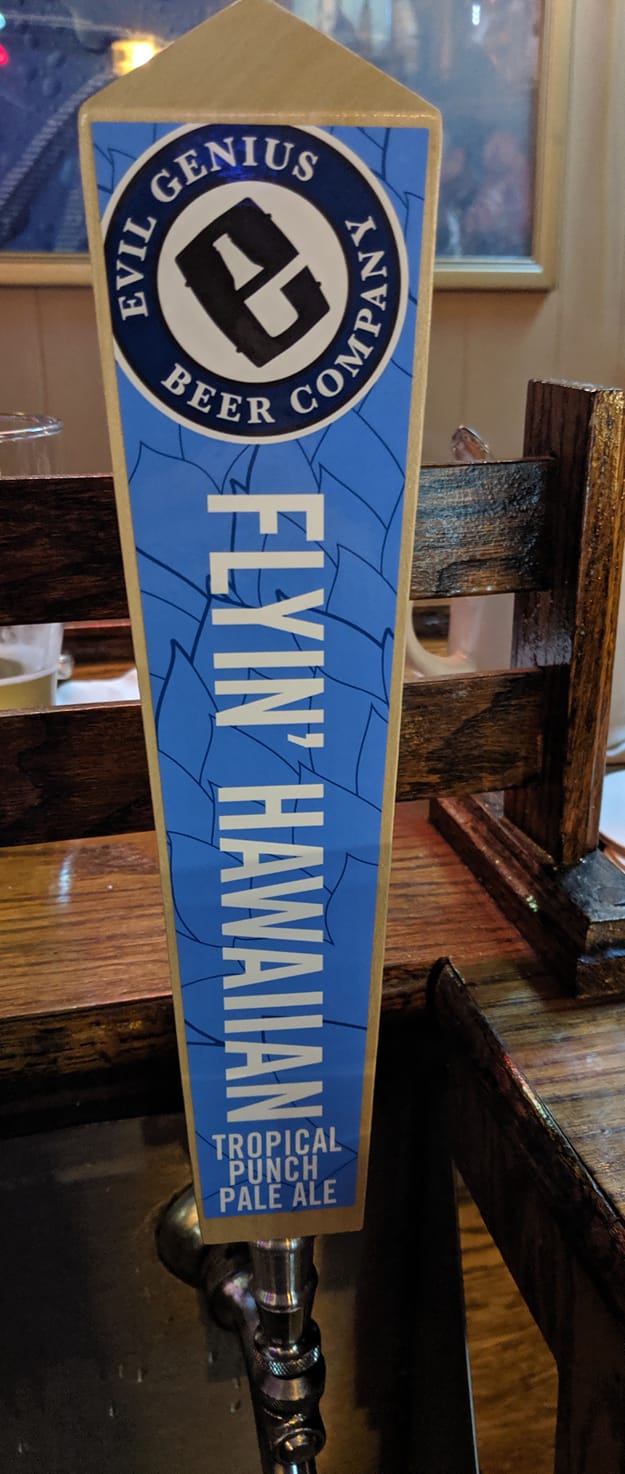 EVIL GENIUS
BEER COMPANY
FLYIN' HAWAIIAN
TROPICAL
PUNCH
PALE ALE